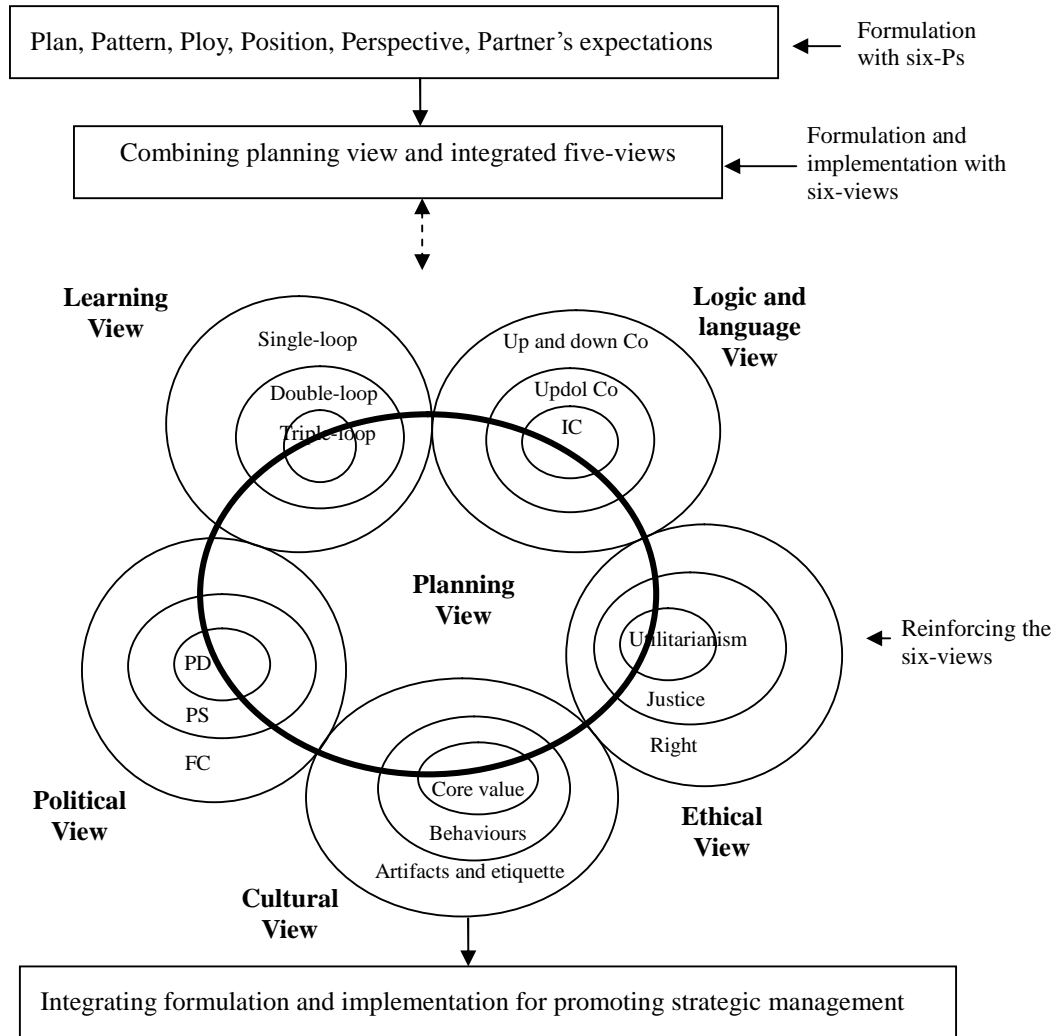 Plan, Pattern, Ploy, Position, Perspective, Partner's expectations
Formulation
with six-Ps
Combining planning view and integrated five-views
Formulation and
implementation with
six-views
Learning
View
Single-loop
Double-loop
Triple-loop
Logic and
language
View
Up and down Co
Updol Co
IC
Planning
View
Utilitarianism
Justice
Right
Reinforcing the
six-views
PD
PS
FC
Political
View
Core value
Behaviours
Artifacts and etiquette
Ethical
View
Cultural
View
Integrating formulation and implementation for promoting strategic management